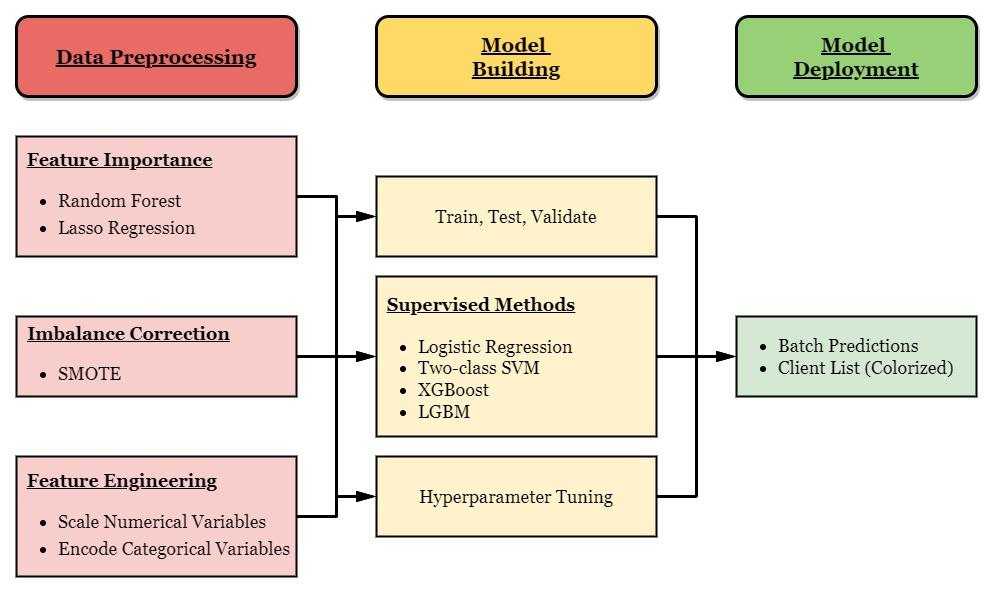 Data Preprocessing
Model
Building
Model
Deployment
Feature Importance
• Random Forest
• Lasso Regression
Imbalance Correction
• SMOTE
Feature Engineering
• Scale Numerical Variables
• Encode Categorical Variables
Train, Test, Validate
Supervised Methods
• Logistic Regression
• Two-class SVM
• XGBoost
• LGBM
Hyperparameter Tuning
• Batch Predictions
• Client List (Colorized)